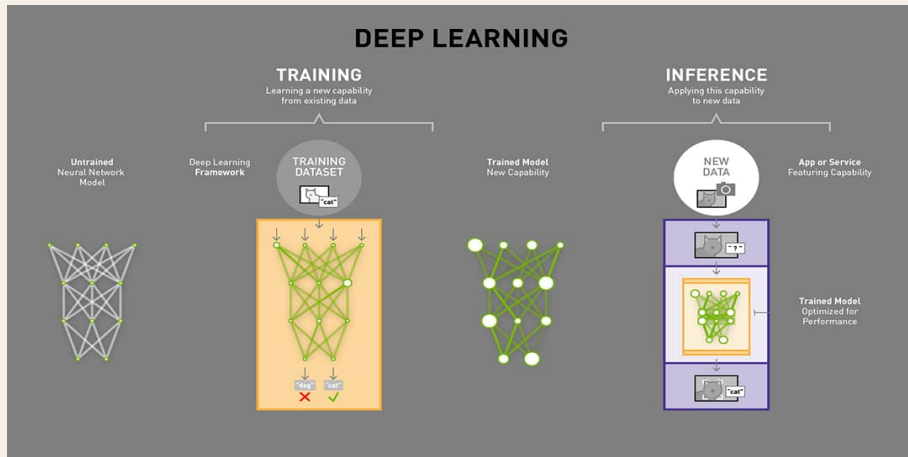 DEEP LEARNING
TRAINING
Learning a new capability
from existing data
INFERENCE
Applying this capability
to new data
Untrained
Neural Network
Model
Deep Learning
Framework
TRAINING
DATASET
"cat"
Trained Model
New Capability
NEW
DATA
App or Service
Featuring Capability
"?"
Trained Model
Optimized for
Performance
"dog"
"cat"
"cat"